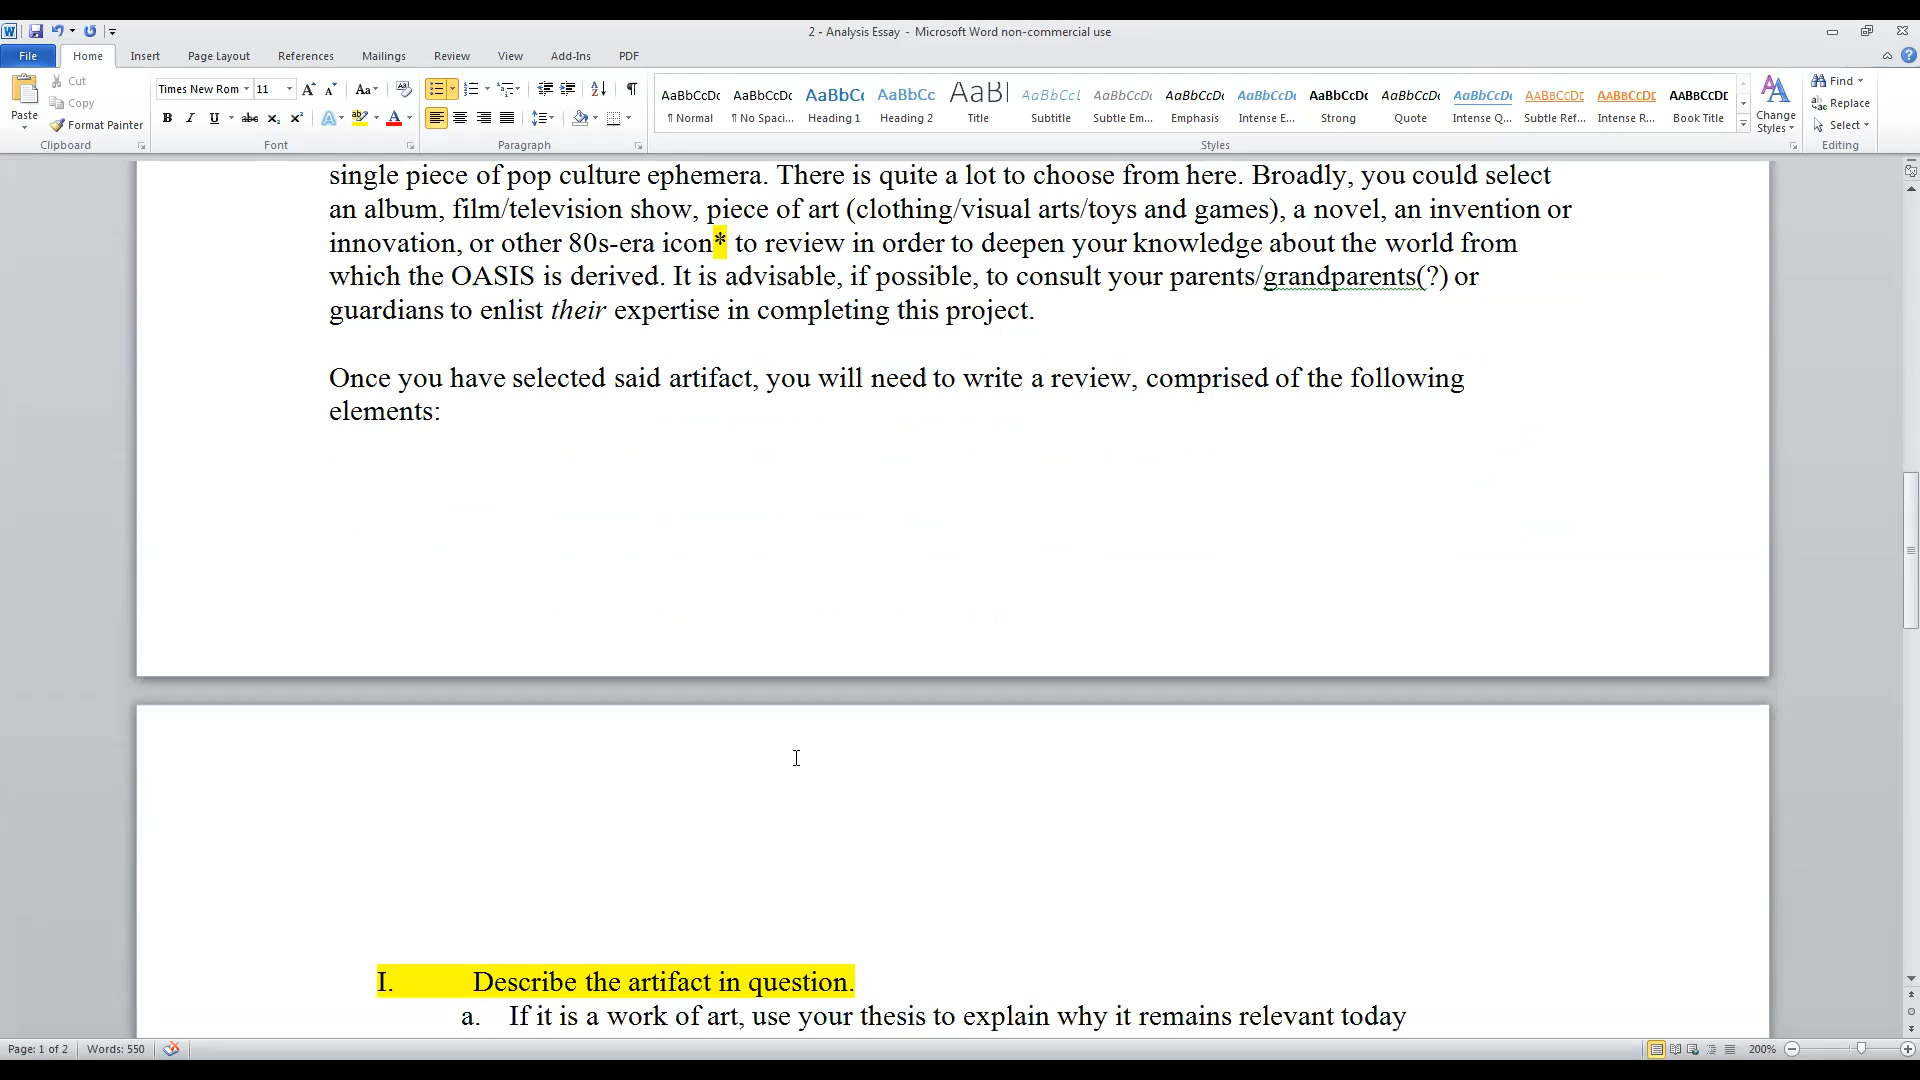 2 - Analysis Essay - Microsoft Word non-commercial use
File Home Insert Page Layout References Mailings Review View Add-Ins PDF
Paste
Cut
Copy
Format Painter
Clipboard
Times New Rom 11
Font
Paragraph
AaBbCcDc AaBbCcDc AaBbCc AaBbCc AaBl AaBbCcL AaBbCcDc AaBbCcDc AaBbCcDc AaBbCcDc AaBbCcDc AaBbCcDc AaBbCcDt AaBbCcDt AaBbCcDt
¶ Normal ¶ No Spaci... Heading 1 Heading 2 Title Subtitle Subtle Em... Emphasis Intense E... Strong Quote Intense Q... Subtle Ref... Intense R... Book Title
Styles
Change
Styles
Find
Replace
Select
Editing
single piece of pop culture ephemera. There is quite a lot to choose from here. Broadly, you could select
an album, film/television show, piece of art (clothing/visual arts/toys and games), a novel, an invention or
innovation, or other 80s-era icon* to review in order to deepen your knowledge about the world from
which the OASIS is derived. It is advisable, if possible, to consult your parents/grandparents(?) or
guardians to enlist their expertise in completing this project.
Once you have selected said artifact, you will need to write a review, comprised of the following
elements:
I. Describe the artifact in question.
a. If it is a work of art, use your thesis to explain why it remains relevant today
Page: 1 of 2 Words: 550
200%